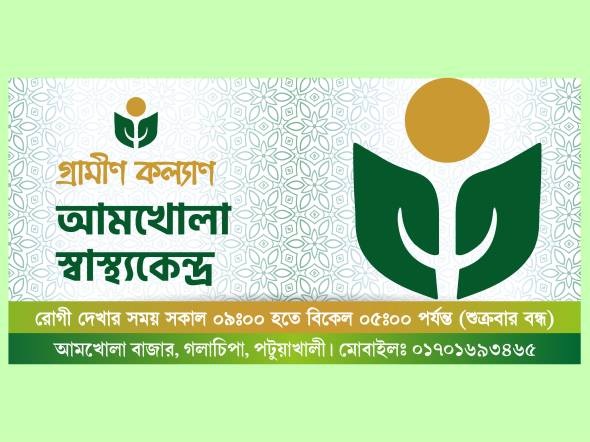 গ্রামীণ কল্যাণ
আমখোলা
স্বাস্থ্যকেন্দ্র
রোগী দেখার সময় সকাল ০৯ঃ০০ হতে বিকেল ০৫ঃ০০ পর্যন্ত (শুক্রবার বন্ধ)
আমখোলা বাজার, গলাচিপা, পটুয়াখালী। মোবাইলঃ ০১৭০১৬৯৩৪৬৫